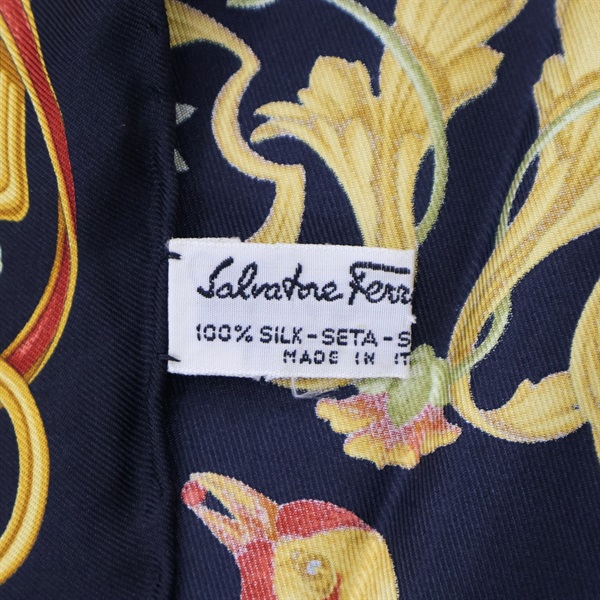 Salvatore Ferr
100% SILK-SETA-S
MADE IN IT